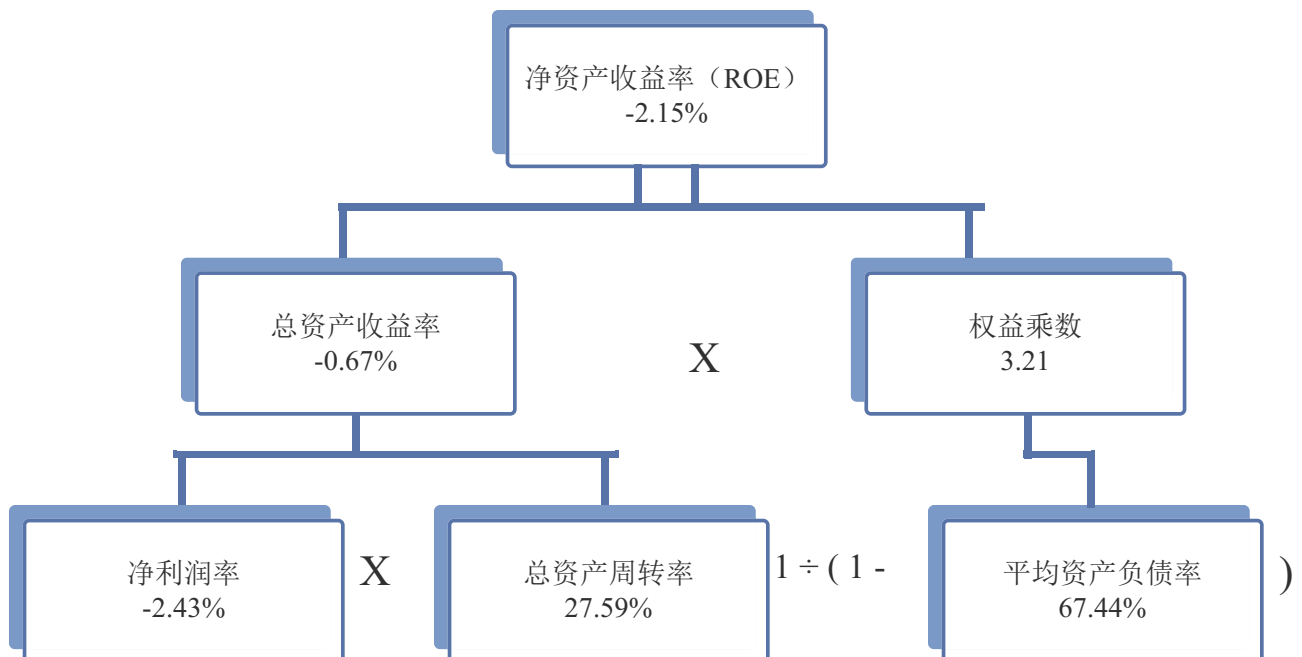 净资产收益率（ROE）
-2.15%
总资产收益率
-0.67%
X
权益乘数
3.21
净利润率
-2.43%
X
总资产周转率
27.59%
1 ÷ ( 1 -
平均资产负债率
67.44%
)